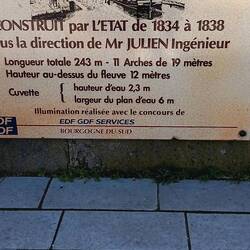 CONSTRUIT par L'ETAT de 1834 à 1838
la direction de Mr JULIEN Ingénieur
Longueur totale 243 m - 11 Arches de 19 mètres
Hauteur au-dessus du fleuve 12 mètres
Cuvette { hauteur d'eau 2,3 m
largeur du plan d'eau 6 m
Illumination réalisée avec le concours de
EDF GDF SERVICES
BOURGOGNE DU SUD
DF
DF